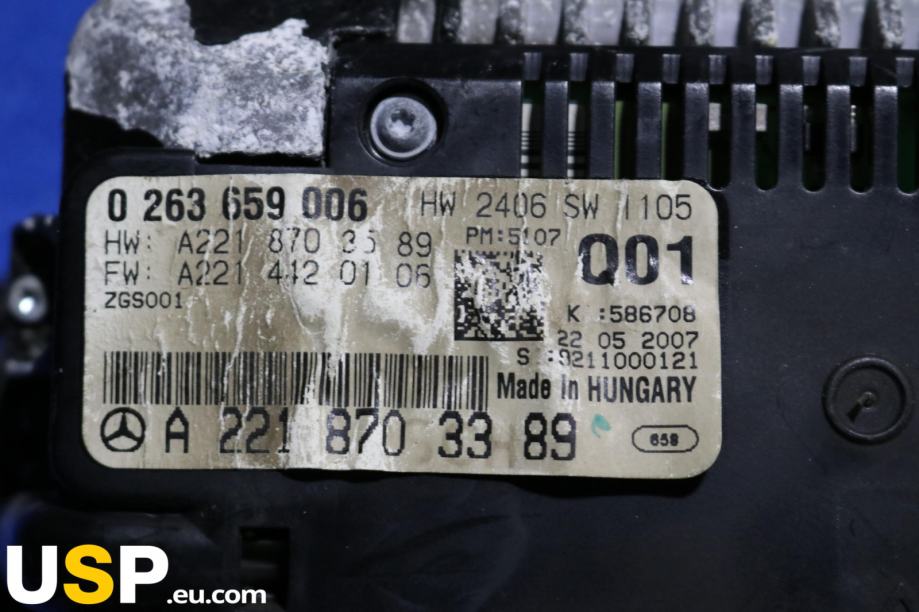 0 263 659 006 HW 2406 SW 1105
HW: A221 870 35 89 PM:5107
FW: A221 442 01 06 Q01
ZGS001
K :586708
22 05 2007
S :9211000121
Made in HUNGARY
A 221 870 33 89 658
USP.eu.com